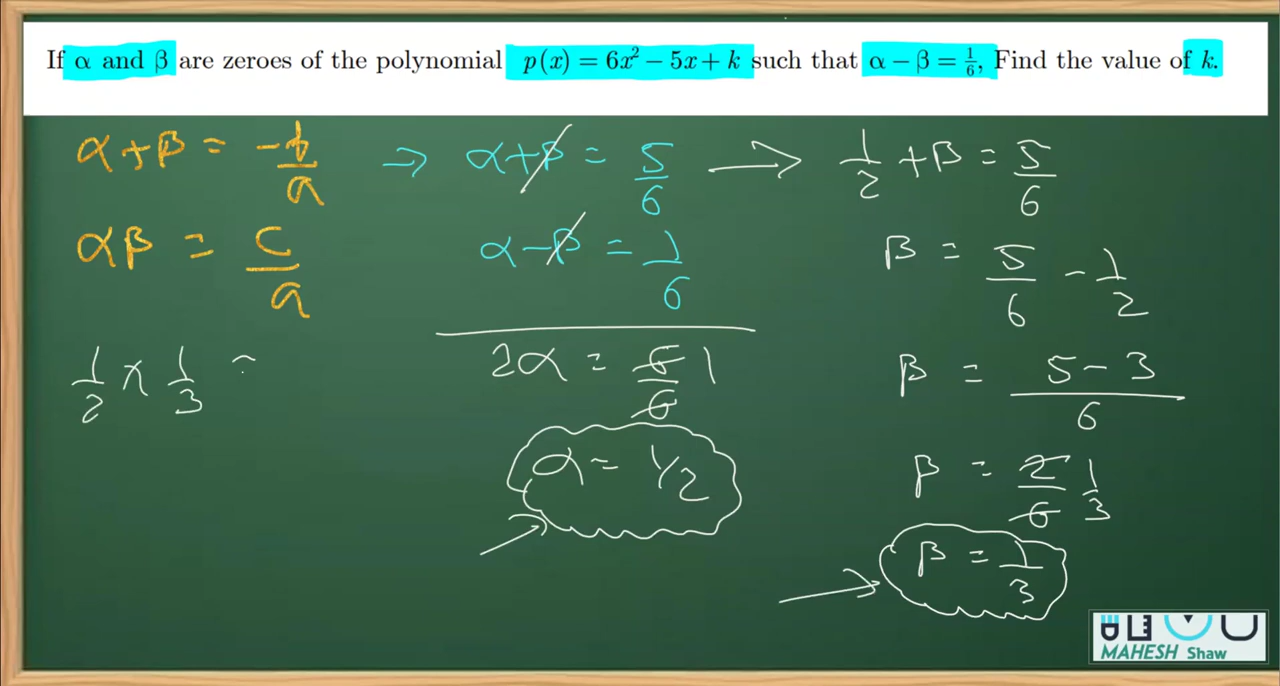 If α and β are zeroes of the polynomial p(x) = 6x² − 5x + k such that α − β = 1/6, Find the value of k.
α+β = -b/a
αβ = c/a
1/2 × 1/3 =
⇒ α+β = 5/6
α-β = 1/6
2α = 6/6 1
α = 1/2
→ 1/2 + β = 5/6
β = 5/6 - 1/2
β = 5-3/6
β = 2/6 1/3
β = 1/3
MAHESH Shaw